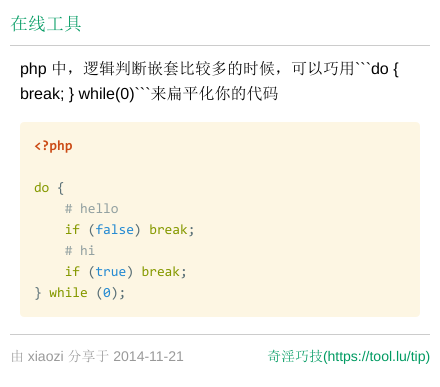 在线工具
php 中，逻辑判断嵌套比较多的时候，可以巧用```do {
break; } while(0)```来扁平化你的代码
<?php
do {
    # hello
    if (false) break;
    # hi
    if (true) break;
} while (0);
由 xiaozi 分享于 2014-11-21
奇淫巧技(https://tool.lu/tip)